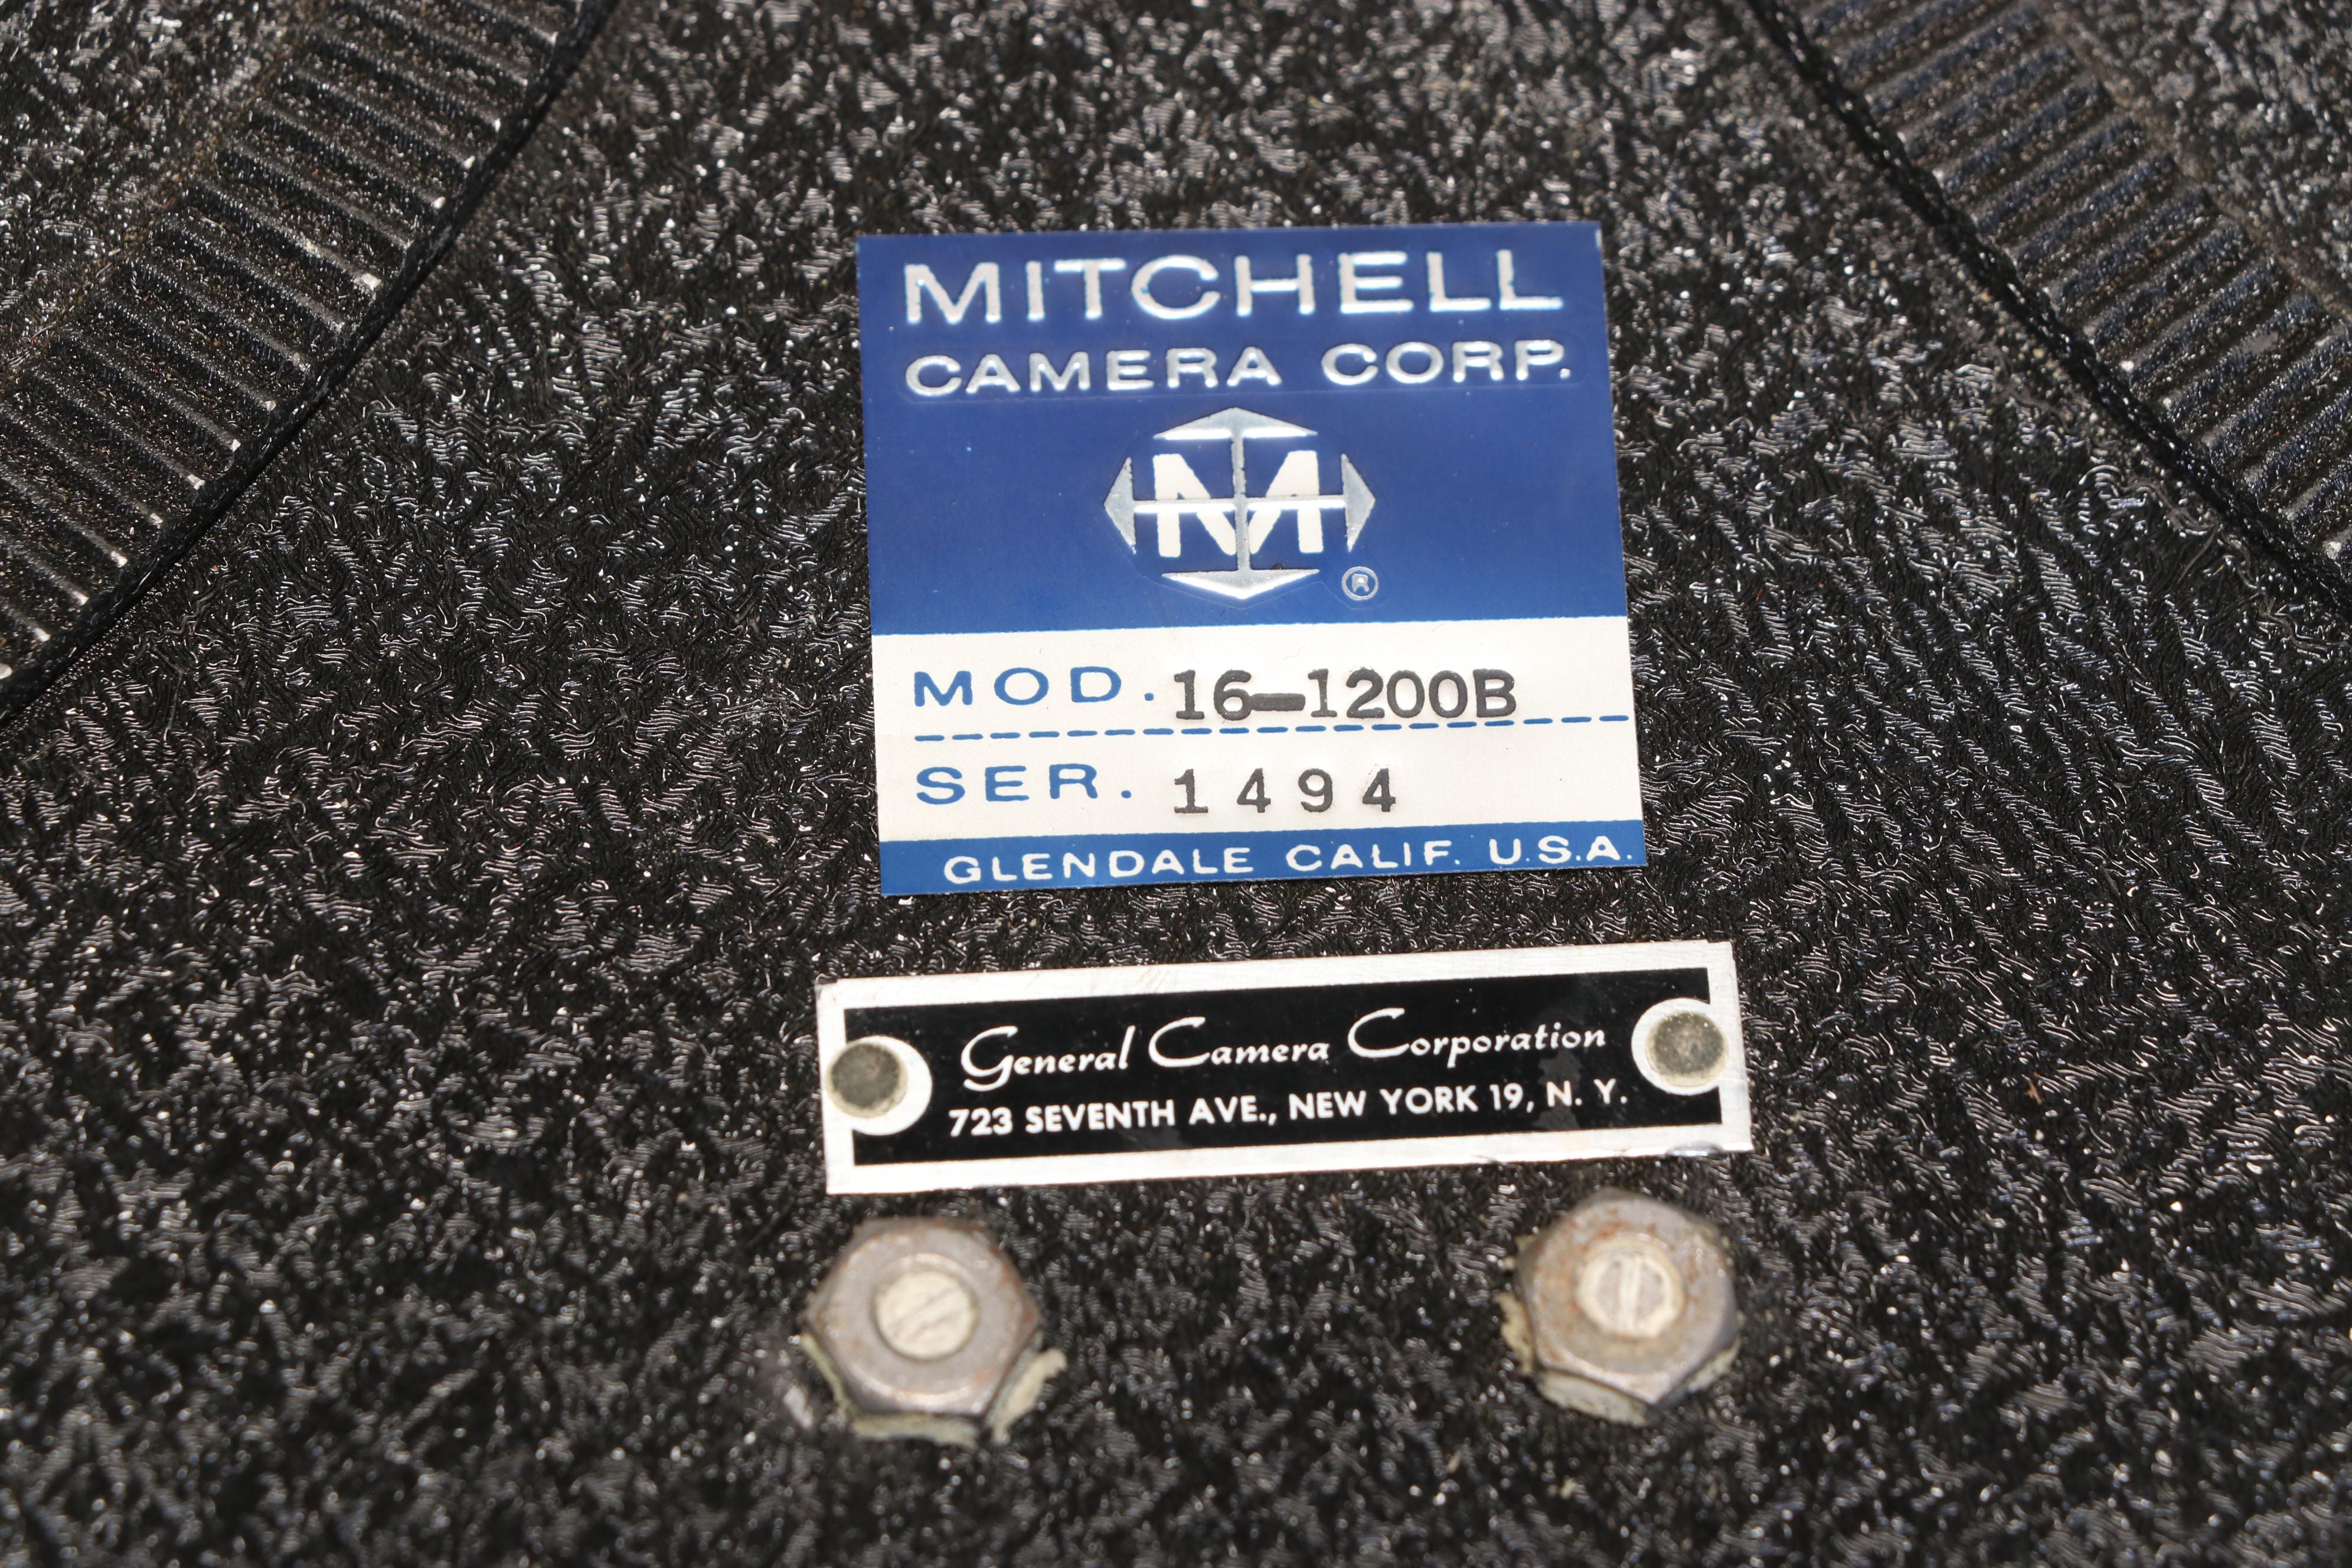 MITCHELL
CAMERA CORP.
M
®
MOD. 16-1200B
SER. 1494
GLENDALE CALIF. U.S.A.
General Camera Corporation
723 SEVENTH AVE., NEW YORK 19, N. Y.